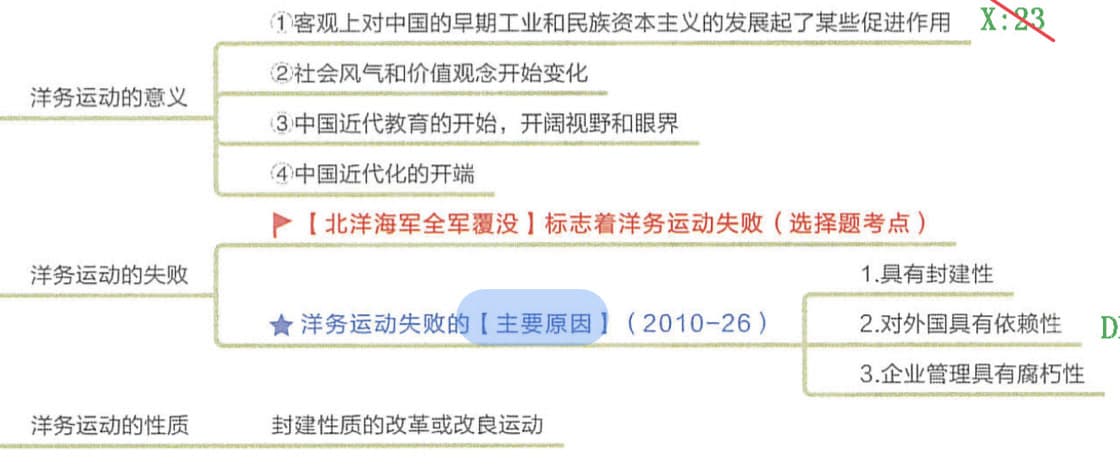 ①客观上对中国的早期工业和民族资本主义的发展起了某些促进作用 X:23
②社会风气和价值观念开始变化
洋务运动的意义
③中国近代教育的开始，开阔视野和眼界
④中国近代化的开端
【北洋海军全军覆没】标志着洋务运动失败（选择题考点）
洋务运动的失败
1.具有封建性
洋务运动失败的【主要原因】（2010-26）
2.对外国具有依赖性
3.企业管理具有腐朽性
洋务运动的性质 封建性质的改革或改良运动